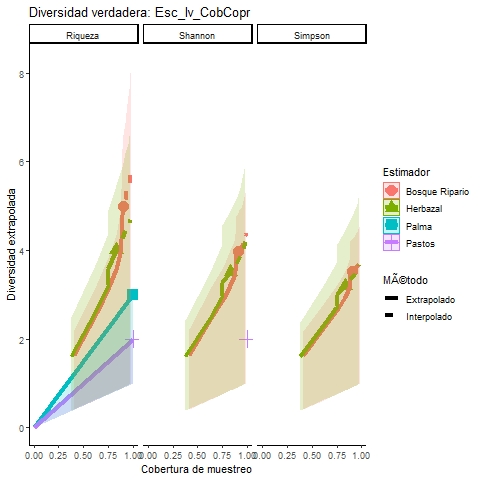 Diversidad verdadera: Esc_Iv_CobCopr
Riqueza
Shannon
Simpson
Diversidad extrapolada
8
6
4
2
0
0.00 0.25 0.50 0.75 1.00
0.00 0.25 0.50 0.75 1.00
0.00 0.25 0.50 0.75 1.00
Cobertura de muestreo
Estimador
Bosque Ripario
Herbazal
Palma
Pastos
MÃ©todo
Extrapolado
Interpolado